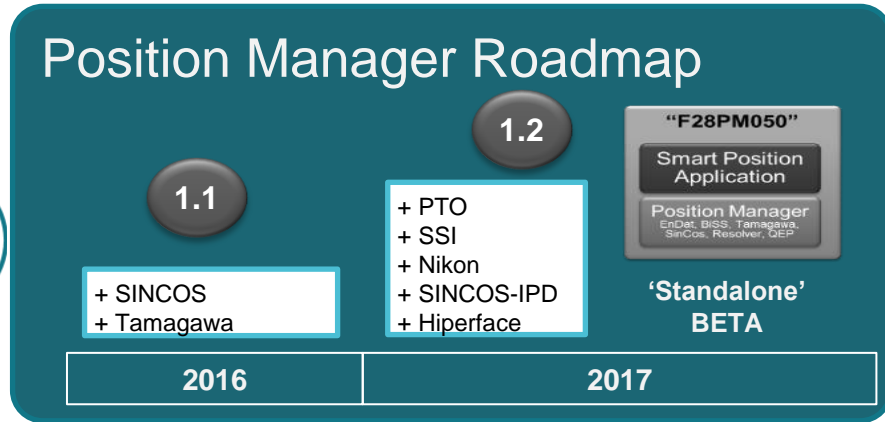 Position Manager Roadmap
1.1
+ SINCOS
+ Tamagawa
1.2
+ PTO
+ SSI
+ Nikon
+ SINCOS-IPD
+ Hiperface
“F28PM050”
Smart Position
Application
Position Manager
EnDat, BiSS, Tamagawa,
SinCos, Resolver, QEP
‘Standalone’
BETA
2016
2017